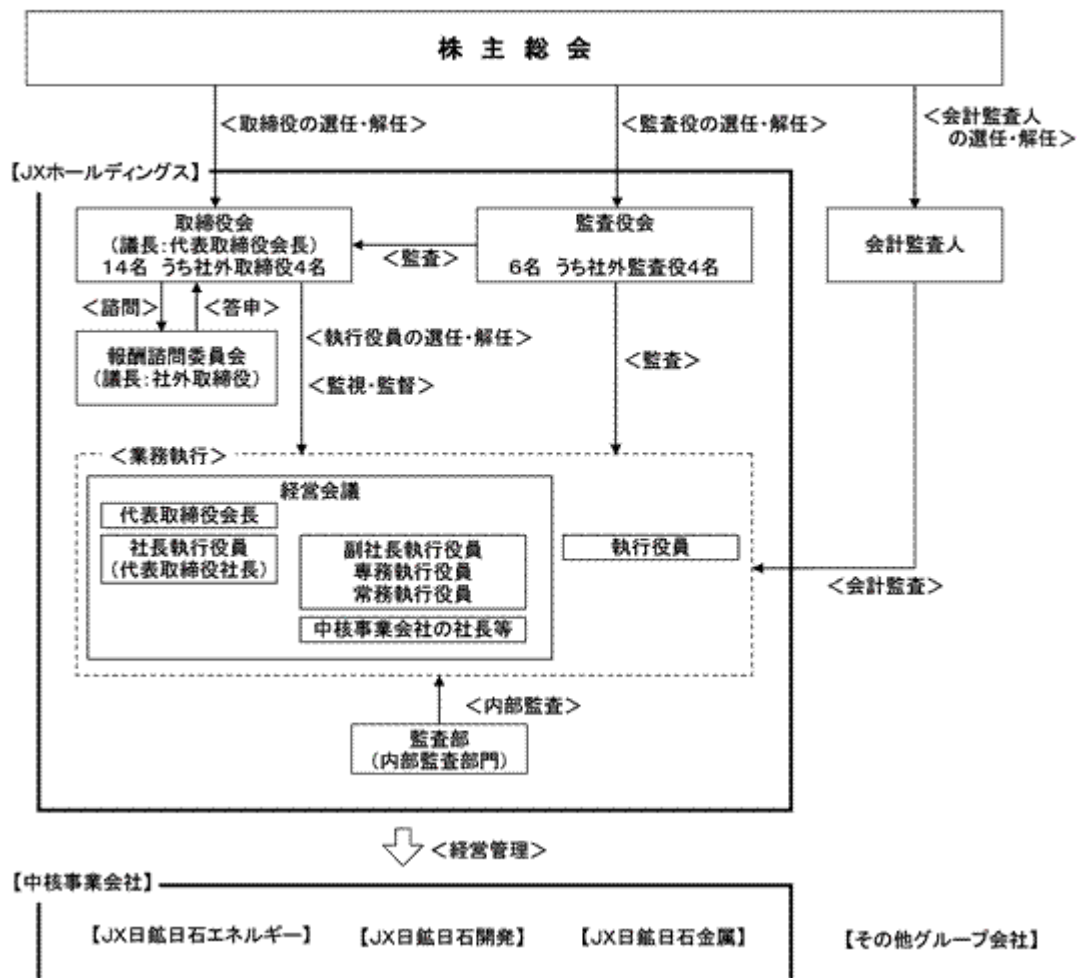 株 主 総 会
＜取締役の選任・解任＞
＜監査役の選任・解任＞
＜会計監査人
の選任・解任＞
【JXホールディングス】
取締役会
（議長：代表取締役会長）
14名 うち社外取締役4名
＜監査＞
監査役会
6名 うち社外監査役4名
会計監査人
＜諮問＞
＜答申＞
報酬諮問委員会
（議長：社外取締役）
＜執行役員の選任・解任＞
＜監視・監督＞
＜監査＞
＜業務執行＞
経営会議
代表取締役会長
社長執行役員
（代表取締役社長）
副社長執行役員
専務執行役員
常務執行役員
中核事業会社の社長等
執行役員
＜会計監査＞
＜内部監査＞
監査部
（内部監査部門）
＜経営管理＞
【中核事業会社】
【JX日鉱日石エネルギー】
【JX日鉱日石開発】
【JX日鉱日石金属】
【その他グループ会社】